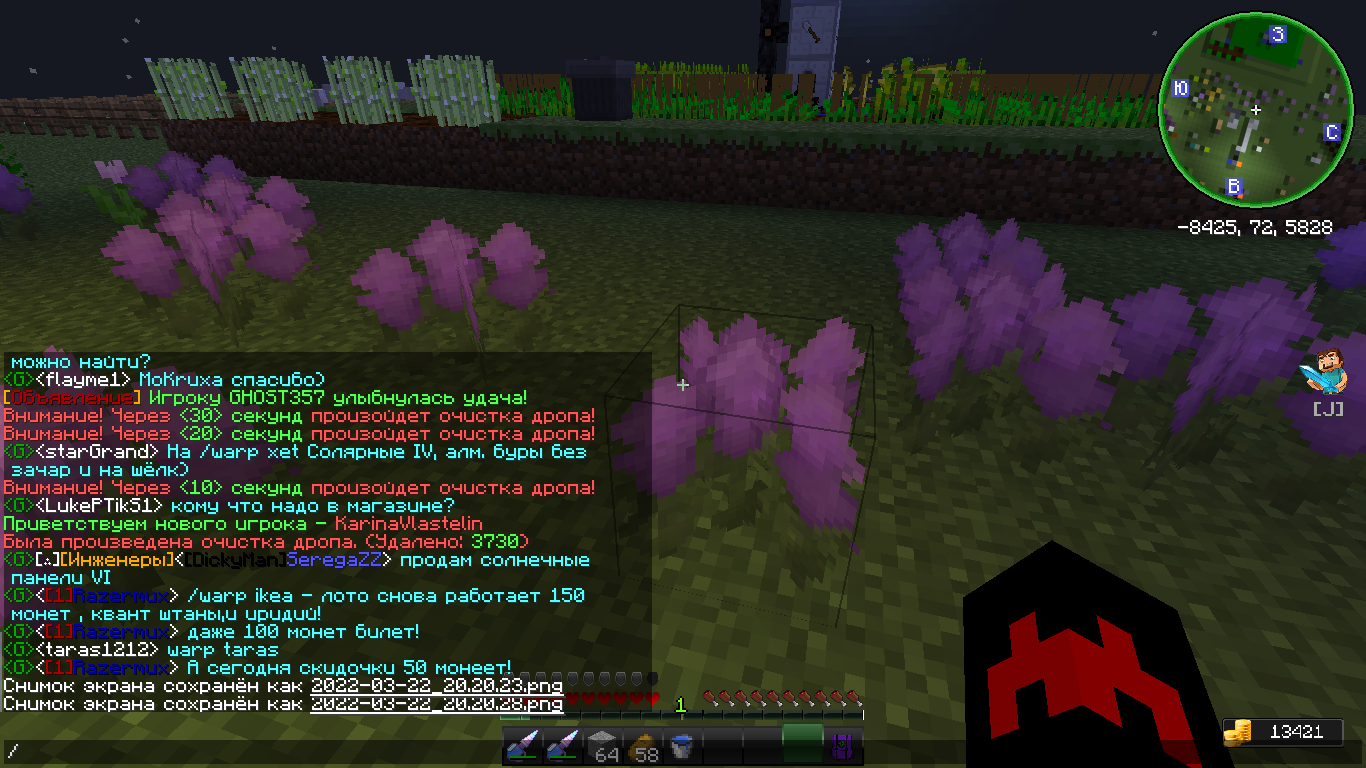 З
Ю
С
В
-8425, 72, 5828
[J]
можно найти?
<G><flayme1> МоКруха спасибо)
[Объявление] Игроку GHOST357 улыбнулась удача!
Внимание! Через <30> секунд произойдет очистка дропа!
Внимание! Через <20> секунд произойдет очистка дропа!
<G><starGrand> На /warp xet Солярные IV, алм. буры без
зачар и на шёлк)
Внимание! Через <10> секунд произойдет очистка дропа!
<G><LukePTikS1> кому что надо в магазине?
Приветствуем нового игрока - KarinaVlastelin
Была произведена очистка дропа. (Удалено: 3730)
<G>[∴][Инженеры]<[DickyMan]SeregaZZ> продам солнечные
панели VI
<G><[1]Razermux> /warp ikea - лото снова работает 150
монет , квант штаны,и иридий!
<G><[1]Razermux> даже 100 монет билет!
<G><taras1212> warp taras
<G><[1]Razermux> А сегодня скидочки 50 монеет!
Снимок экрана сохранён как 2022-03-22_20.20.23.png
Снимок экрана сохранён как 2022-03-22_20.20.28.png
1
64
58
13421
/